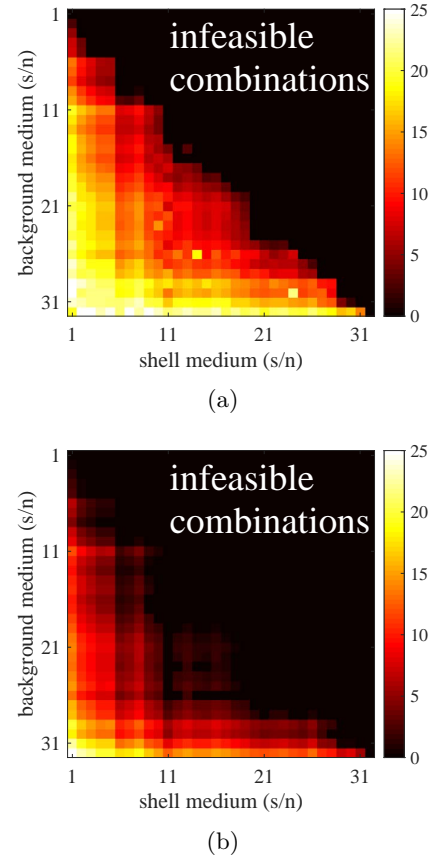 infeasible
combinations
background medium (s/n)
1
11
21
31
1
11
21
31
shell medium (s/n)
25
20
15
10
5
0
(a)
infeasible
combinations
background medium (s/n)
1
11
21
31
1
11
21
31
shell medium (s/n)
25
20
15
10
5
0
(b)